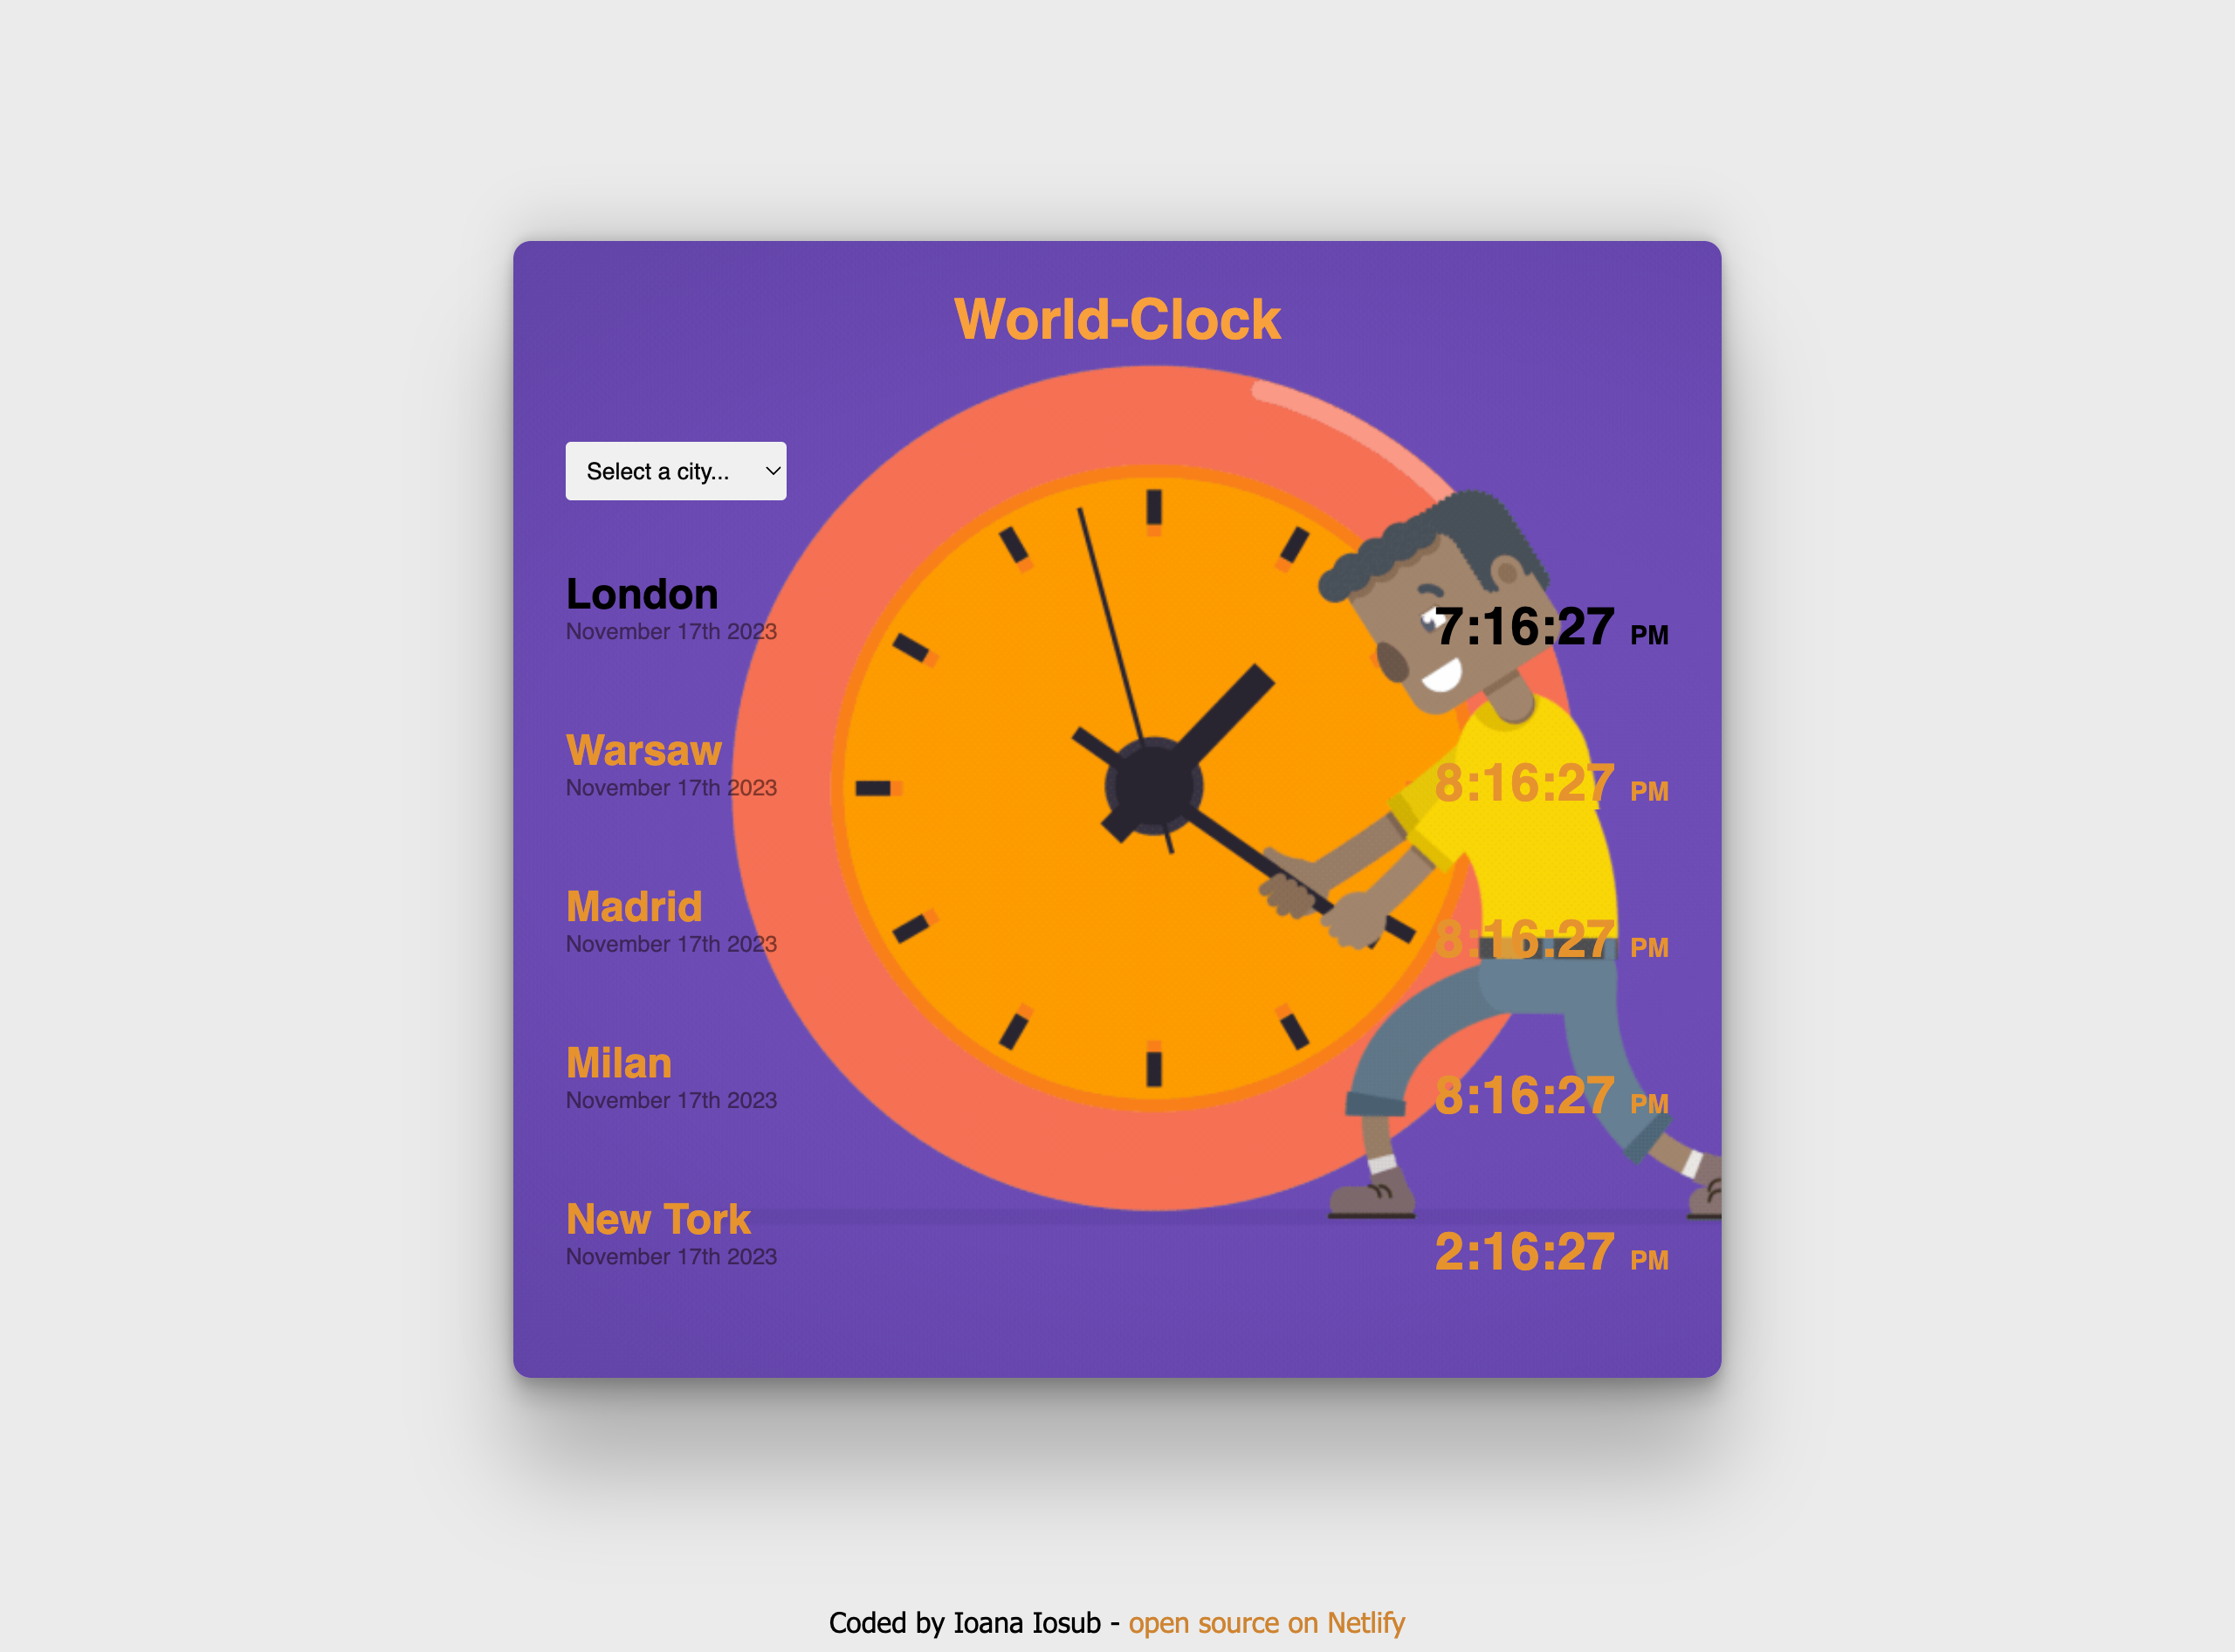 World-Clock
Select a city...
London
November 17th 2023
7:16:27 PM
Warsaw
November 17th 2023
8:16:27 PM
Madrid
November 17th 2023
8:16:27 PM
Milan
November 17th 2023
8:16:27 PM
New Tork
November 17th 2023
2:16:27 PM
Coded by Ioana Iosub - open source on Netlify